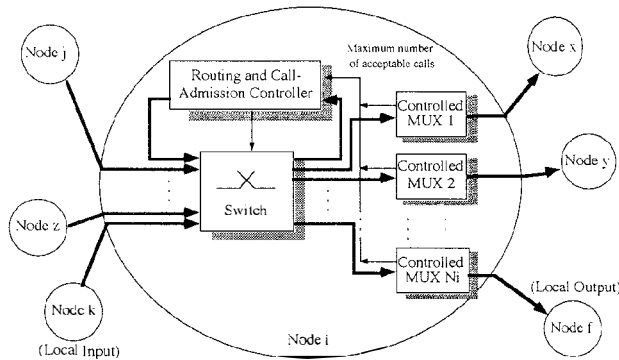 Node j
Routing and Call-
Admission Controller
Maximum number
of acceptable calls
Node x
Controlled
MUX 1
Controlled
MUX 2
Node y
Switch
Node z
Controlled
MUX Ni
(Local Output)
Node k
(Local Input)
Node i
Node f